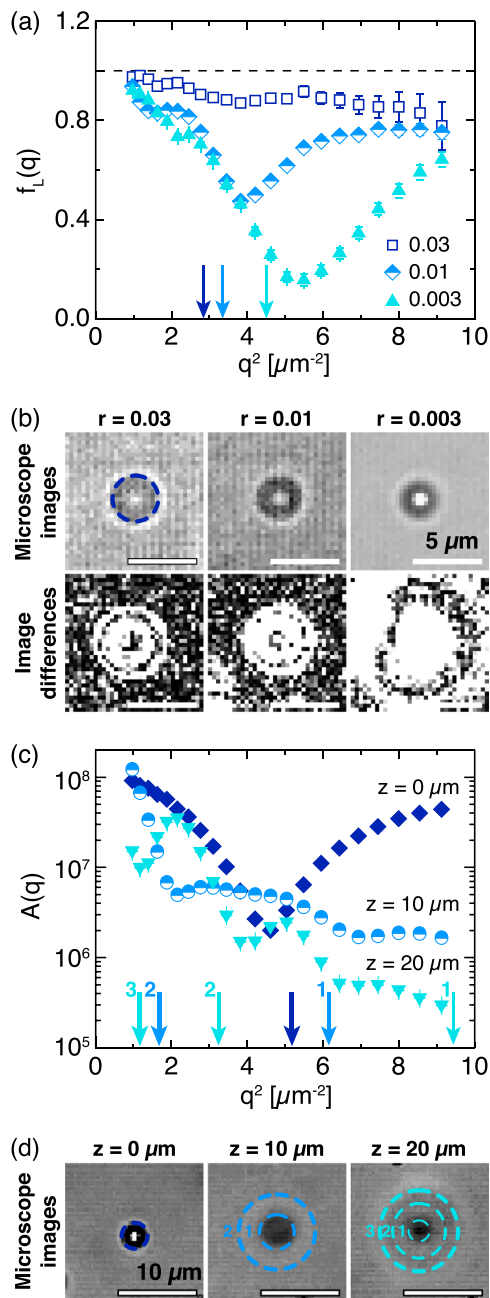 (a)
1.2
0.8
0.4
0.0
f_L(q)
0.03
0.01
0.003
0 2 4 6 8 10
q² [µm⁻²]
(b)
r = 0.03 r = 0.01 r = 0.003
Microscope
images
5 µm
Image
differences
(c)
10⁸
10⁷
10⁶
10⁵
A(q)
z = 0 µm
z = 10 µm
z = 20 µm
3 2 2 1 1
0 2 4 6 8 10
q² [µm⁻²]
(d)
z = 0 µm z = 10 µm z = 20 µm
Microscope
images
10 µm
2 1
3 2 1